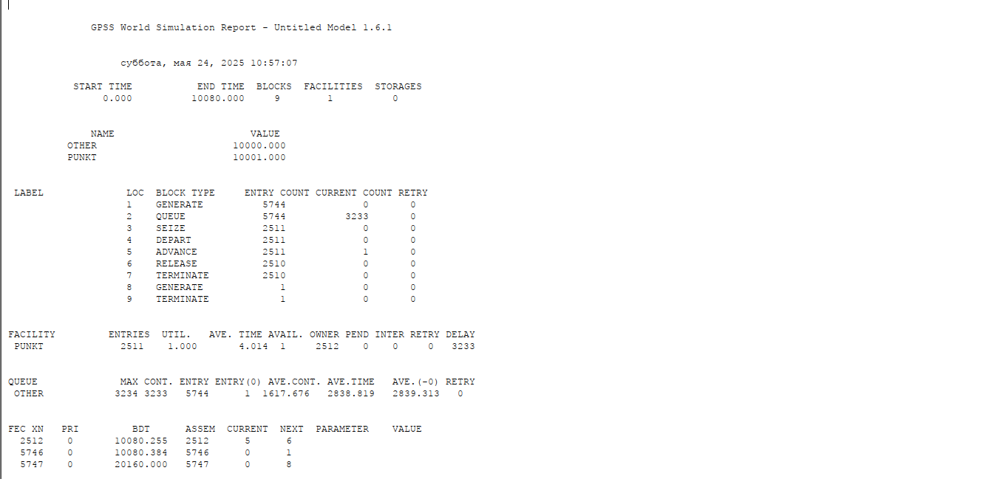 GPSS World Simulation Report - Untitled Model 1.6.1
суббота, мая 24, 2025 10:57:07
START TIME END TIME BLOCKS FACILITIES STORAGES
0.000 10080.000 9 1 0
NAME VALUE
OTHER 10000.000
PUNKT 10001.000
LABEL LOC BLOCK TYPE ENTRY COUNT CURRENT COUNT RETRY
1 GENERATE 5744 0 0
2 QUEUE 5744 3233 0
3 SEIZE 2511 0 0
4 DEPART 2511 0 0
5 ADVANCE 2511 1 0
6 RELEASE 2510 0 0
7 TERMINATE 2510 0 0
8 GENERATE 1 0 0
9 TERMINATE 1 0 0
FACILITY ENTRIES UTIL. AVE. TIME AVAIL. OWNER PEND INTER RETRY DELAY
PUNKT 2511 1.000 4.014 1 2512 0 0 0 3233
QUEUE MAX CONT. ENTRY ENTRY(0) AVE.CONT. AVE.TIME AVE.(-0) RETRY
OTHER 3234 3233 5744 1 1617.676 2838.819 2839.313 0
FEC XN PRI BDT ASSEM CURRENT NEXT PARAMETER VALUE
2512 0 10080.255 2512 5 6
5746 0 10080.384 5746 0 1
5747 0 20160.000 5747 0 8